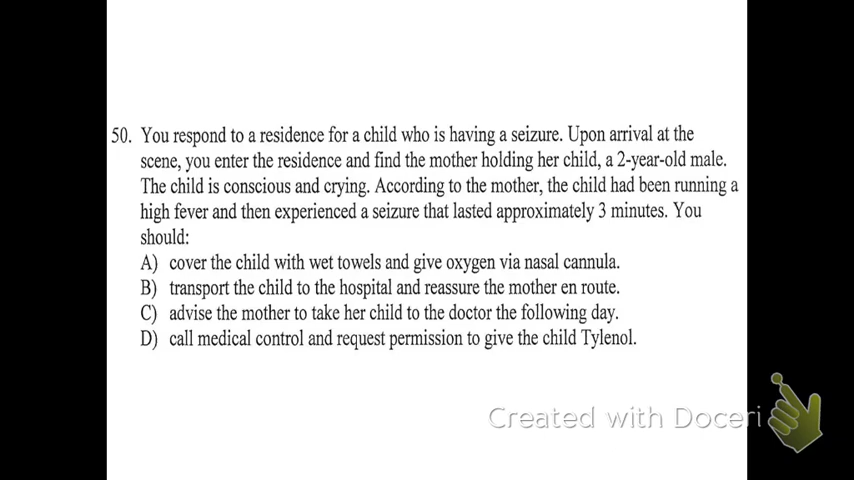 50. You respond to a residence for a child who is having a seizure. Upon arrival at the
scene, you enter the residence and find the mother holding her child, a 2-year-old male.
The child is conscious and crying. According to the mother, the child had been running a
high fever and then experienced a seizure that lasted approximately 3 minutes. You
should:
A) cover the child with wet towels and give oxygen via nasal cannula.
B) transport the child to the hospital and reassure the mother en route.
C) advise the mother to take her child to the doctor the following day.
D) call medical control and request permission to give the child Tylenol.
Created with Doceri